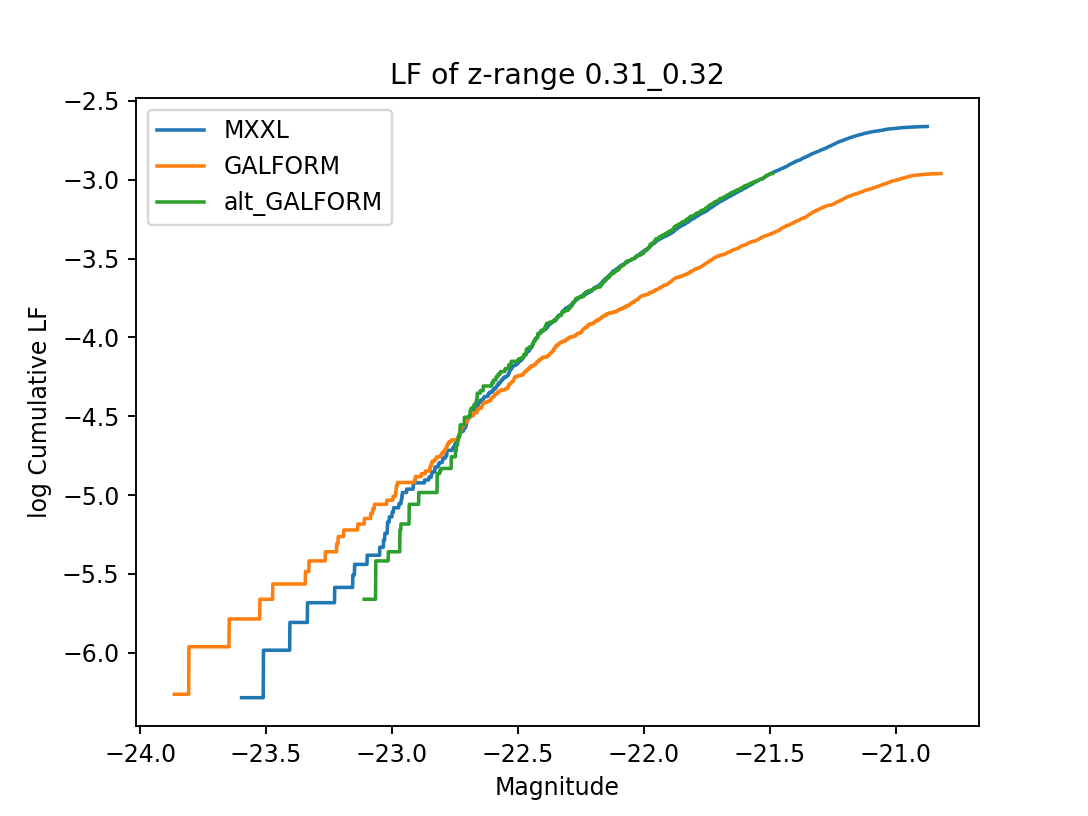 LF of z-range 0.31_0.32
−2.5
−3.0
−3.5
−4.0
−4.5
−5.0
−5.5
−6.0
log Cumulative LF
MXXL
GALFORM
alt_GALFORM
−24.0 −23.5 −23.0 −22.5 −22.0 −21.5 −21.0
Magnitude